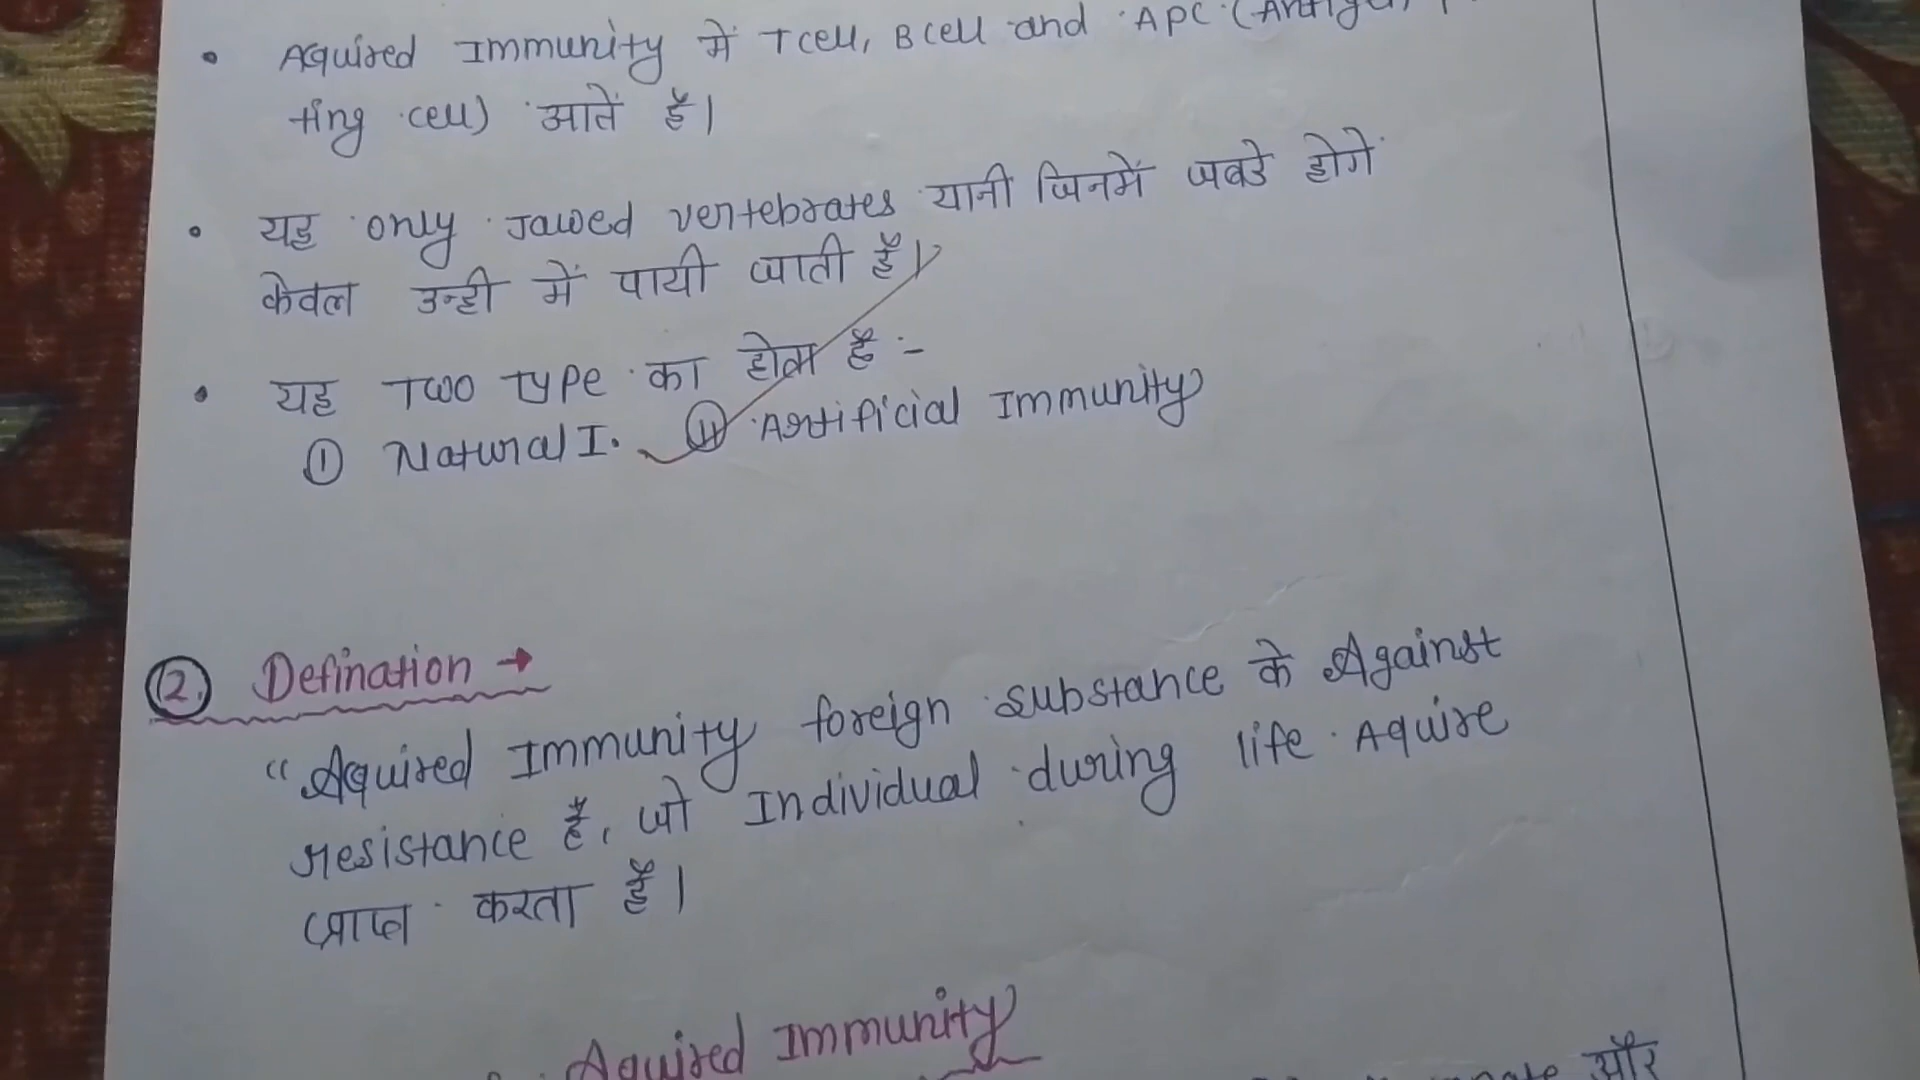 • Aquired Immunity में T cell, B cell and APC (Antigen
ting cell) आतें हैं।
• यह only Jawed vertebrates यानी जिनमें जबडे होगें
केवल उन्ही में पायी जाती हैं।
• यह Two Type का होता हैं :-
① Natural I. ⑪ Artificial Immunity
②. Defination →
“Aquired Immunity foreign substance के Against
resistance हैं, जो Individual during life Aquire
प्राप्त करता हैं।
Aquired Immunity
और